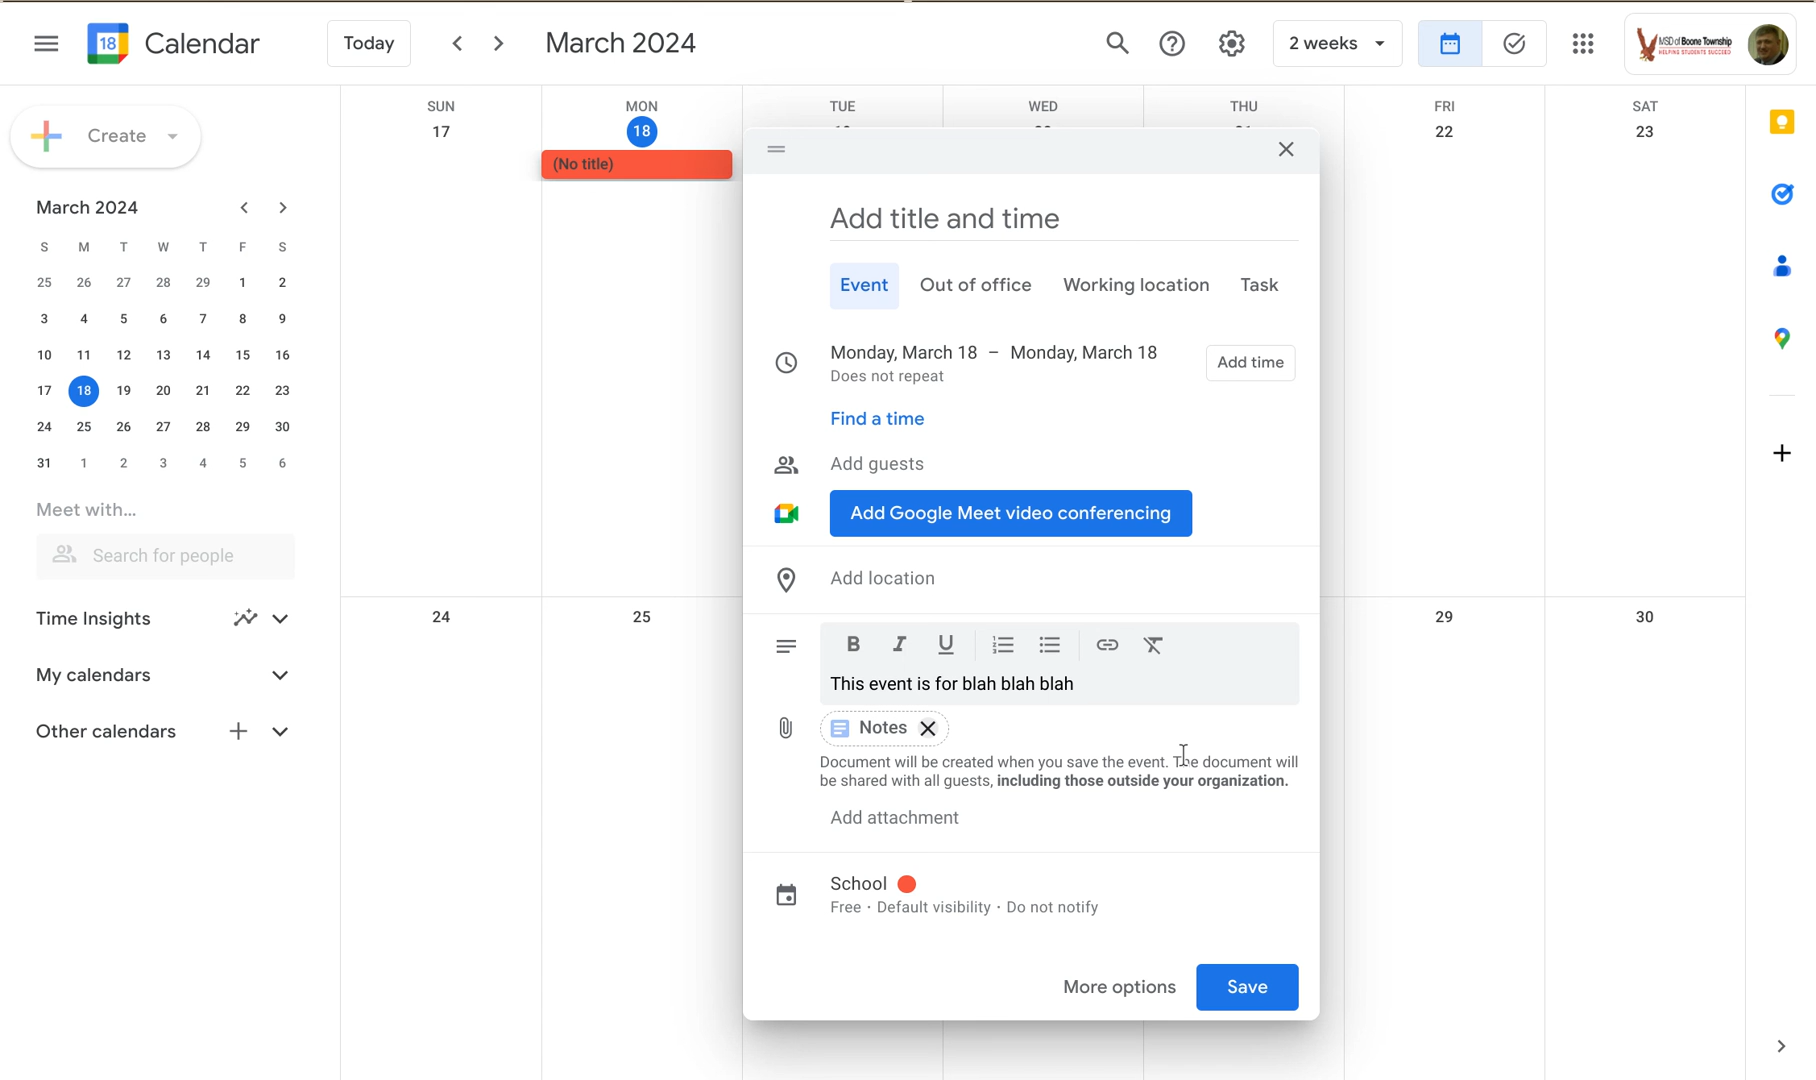 18 Calendar Today March 2024 2 weeks MSD of Boone Township
HELPING STUDENTS SUCCEED
Create
March 2024
S M T W T F S
25 26 27 28 29 1 2
3 4 5 6 7 8 9
10 11 12 13 14 15 16
17 18 19 20 21 22 23
24 25 26 27 28 29 30
31 1 2 3 4 5 6
Meet with...
Search for people
Time Insights
My calendars
Other calendars
SUN MON TUE WED THU FRI SAT
17 18 22 23
(No title)
24 25 29 30
Add title and time
Event Out of office Working location Task
Monday, March 18 – Monday, March 18 Add time
Does not repeat
Find a time
Add guests
Add Google Meet video conferencing
Add location
B I U
This event is for blah blah blah
Notes
Document will be created when you save the event. The document will
be shared with all guests, including those outside your organization.
Add attachment
School
Free · Default visibility · Do not notify
More options Save